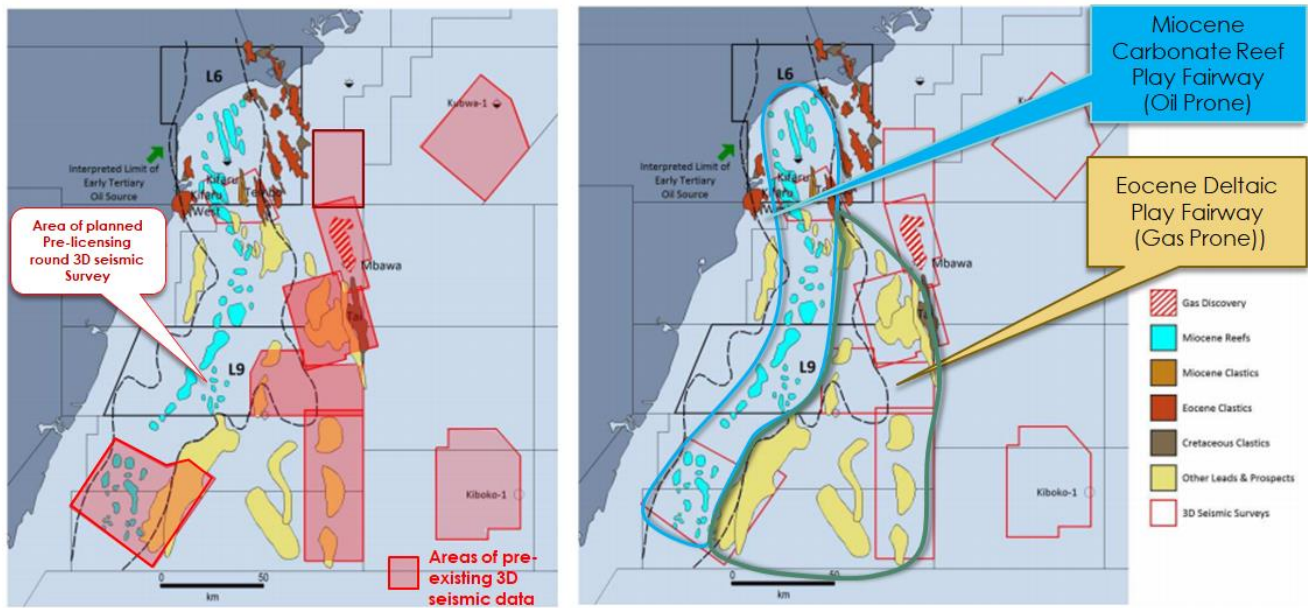 L6
Kubwa-1
Interpreted Limit of
Early Tertiary
Oil Source
Kifaru
Kifaru
West
Area of planned
Pre-licensing
round 3D seismic
Survey
Mbawa
L9
Kiboko-1
0
50
km
Areas of pre-
existing 3D
seismic data
Miocene
Carbonate Reef
Play Fairway
(Oil Prone)
L6
Interpreted Limit of
Early Tertiary
Oil Source
Kifaru
Eocene Deltaic
Play Fairway
(Gas Prone))
Mbawa
L9
Kiboko-1
0
50
km
Gas Discovery
Miocene Reefs
Miocene Clastics
Eocene Clastics
Cretaceous Clastics
Other Leads & Prospects
3D Seismic Surveys